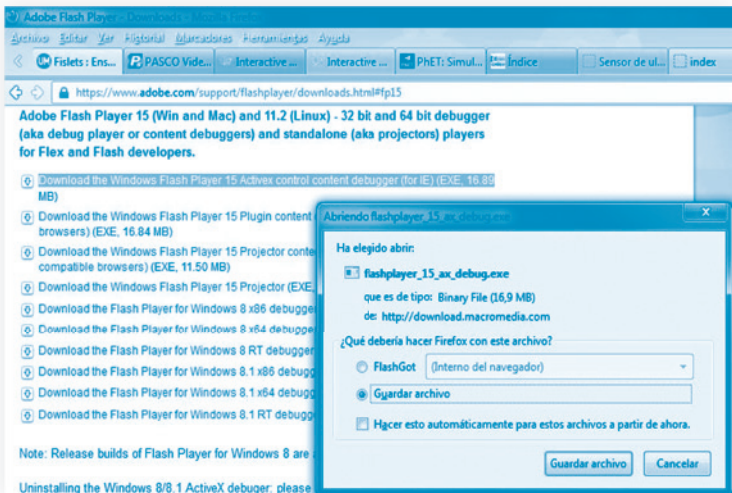 Adobe Flash Player - Downloads - Mozilla Firefox
Archivo Editar Ver Historial Marcadores Herramientas Ayuda
Fislets : Ens... PASCO Vide... Interactive ... Interactive ... PhET: Simul... Índice Sensor de ul... index
https://www.adobe.com/support/flashplayer/downloads.html#fp15
Adobe Flash Player 15 (Win and Mac) and 11.2 (Linux) - 32 bit and 64 bit debugger
(aka debug player or content debuggers) and standalone (aka projectors) players
for Flex and Flash developers.
Download the Windows Flash Player 15 Activex control content debugger (for IE) (EXE, 16.89
MB)
Download the Windows Flash Player 15 Plugin content
browsers) (EXE, 16.84 MB)
Download the Windows Flash Player 15 Projector conte
compatible browsers) (EXE, 11.50 MB)
Download the Windows Flash Player 15 Projector (EXE,
Download the Flash Player for Windows 8 x86 debugger
Download the Flash Player for Windows 8 x64 debugger
Download the Flash Player for Windows 8 RT debugger
Download the Flash Player for Windows 8.1 x86 debugg
Download the Flash Player for Windows 8.1 x64 debugg
Download the Flash Player for Windows 8.1 RT debugg
Note: Release builds of Flash Player for Windows 8 are
Uninstalling the Windows 8/8.1 ActiveX debuger: please
Abriendo flashplayer_15_ax_debug.exe
x
Ha elegido abrir:
flashplayer_15_ax_debug.exe
que es de tipo: Binary File (16,9 MB)
de: http://download.macromedia.com
¿Qué debería hacer Firefox con este archivo?
FlashGot (Interno del navegador)
Guardar archivo
Hacer esto automáticamente para estos archivos a partir de ahora.
Guardar archivo Cancelar